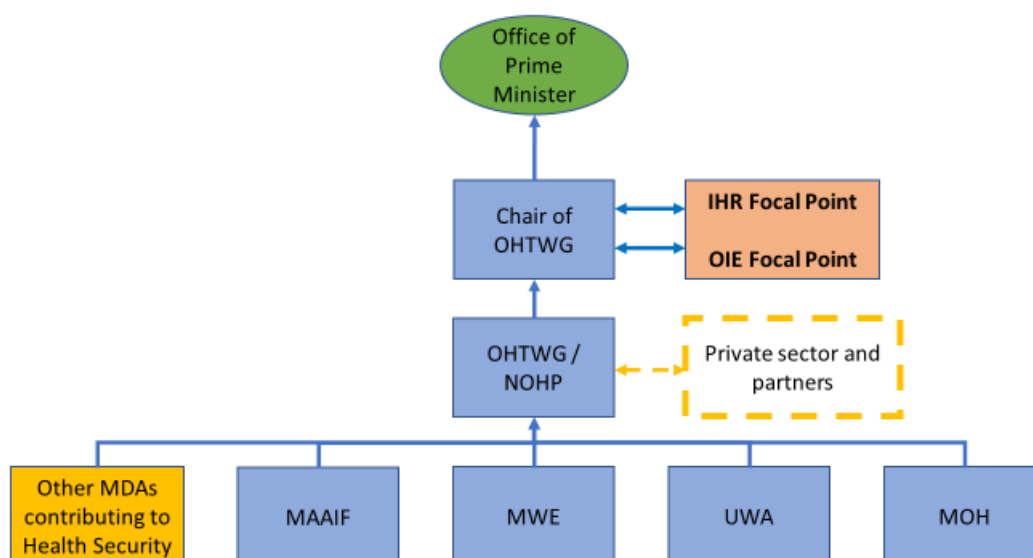 Office of
Prime
Minister
Chair of
OHTWG
IHR Focal Point
OIE Focal Point
OHTWG /
NOHP
Private sector and
partners
Other MDAs
contributing to
Health Security
MAAIF
MWE
UWA
MOH